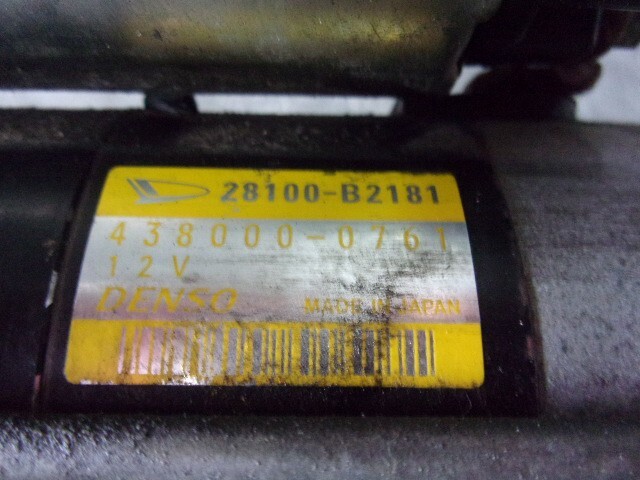 28100-B2181
438000-0761
12V
DENSO MADE IN JAPAN